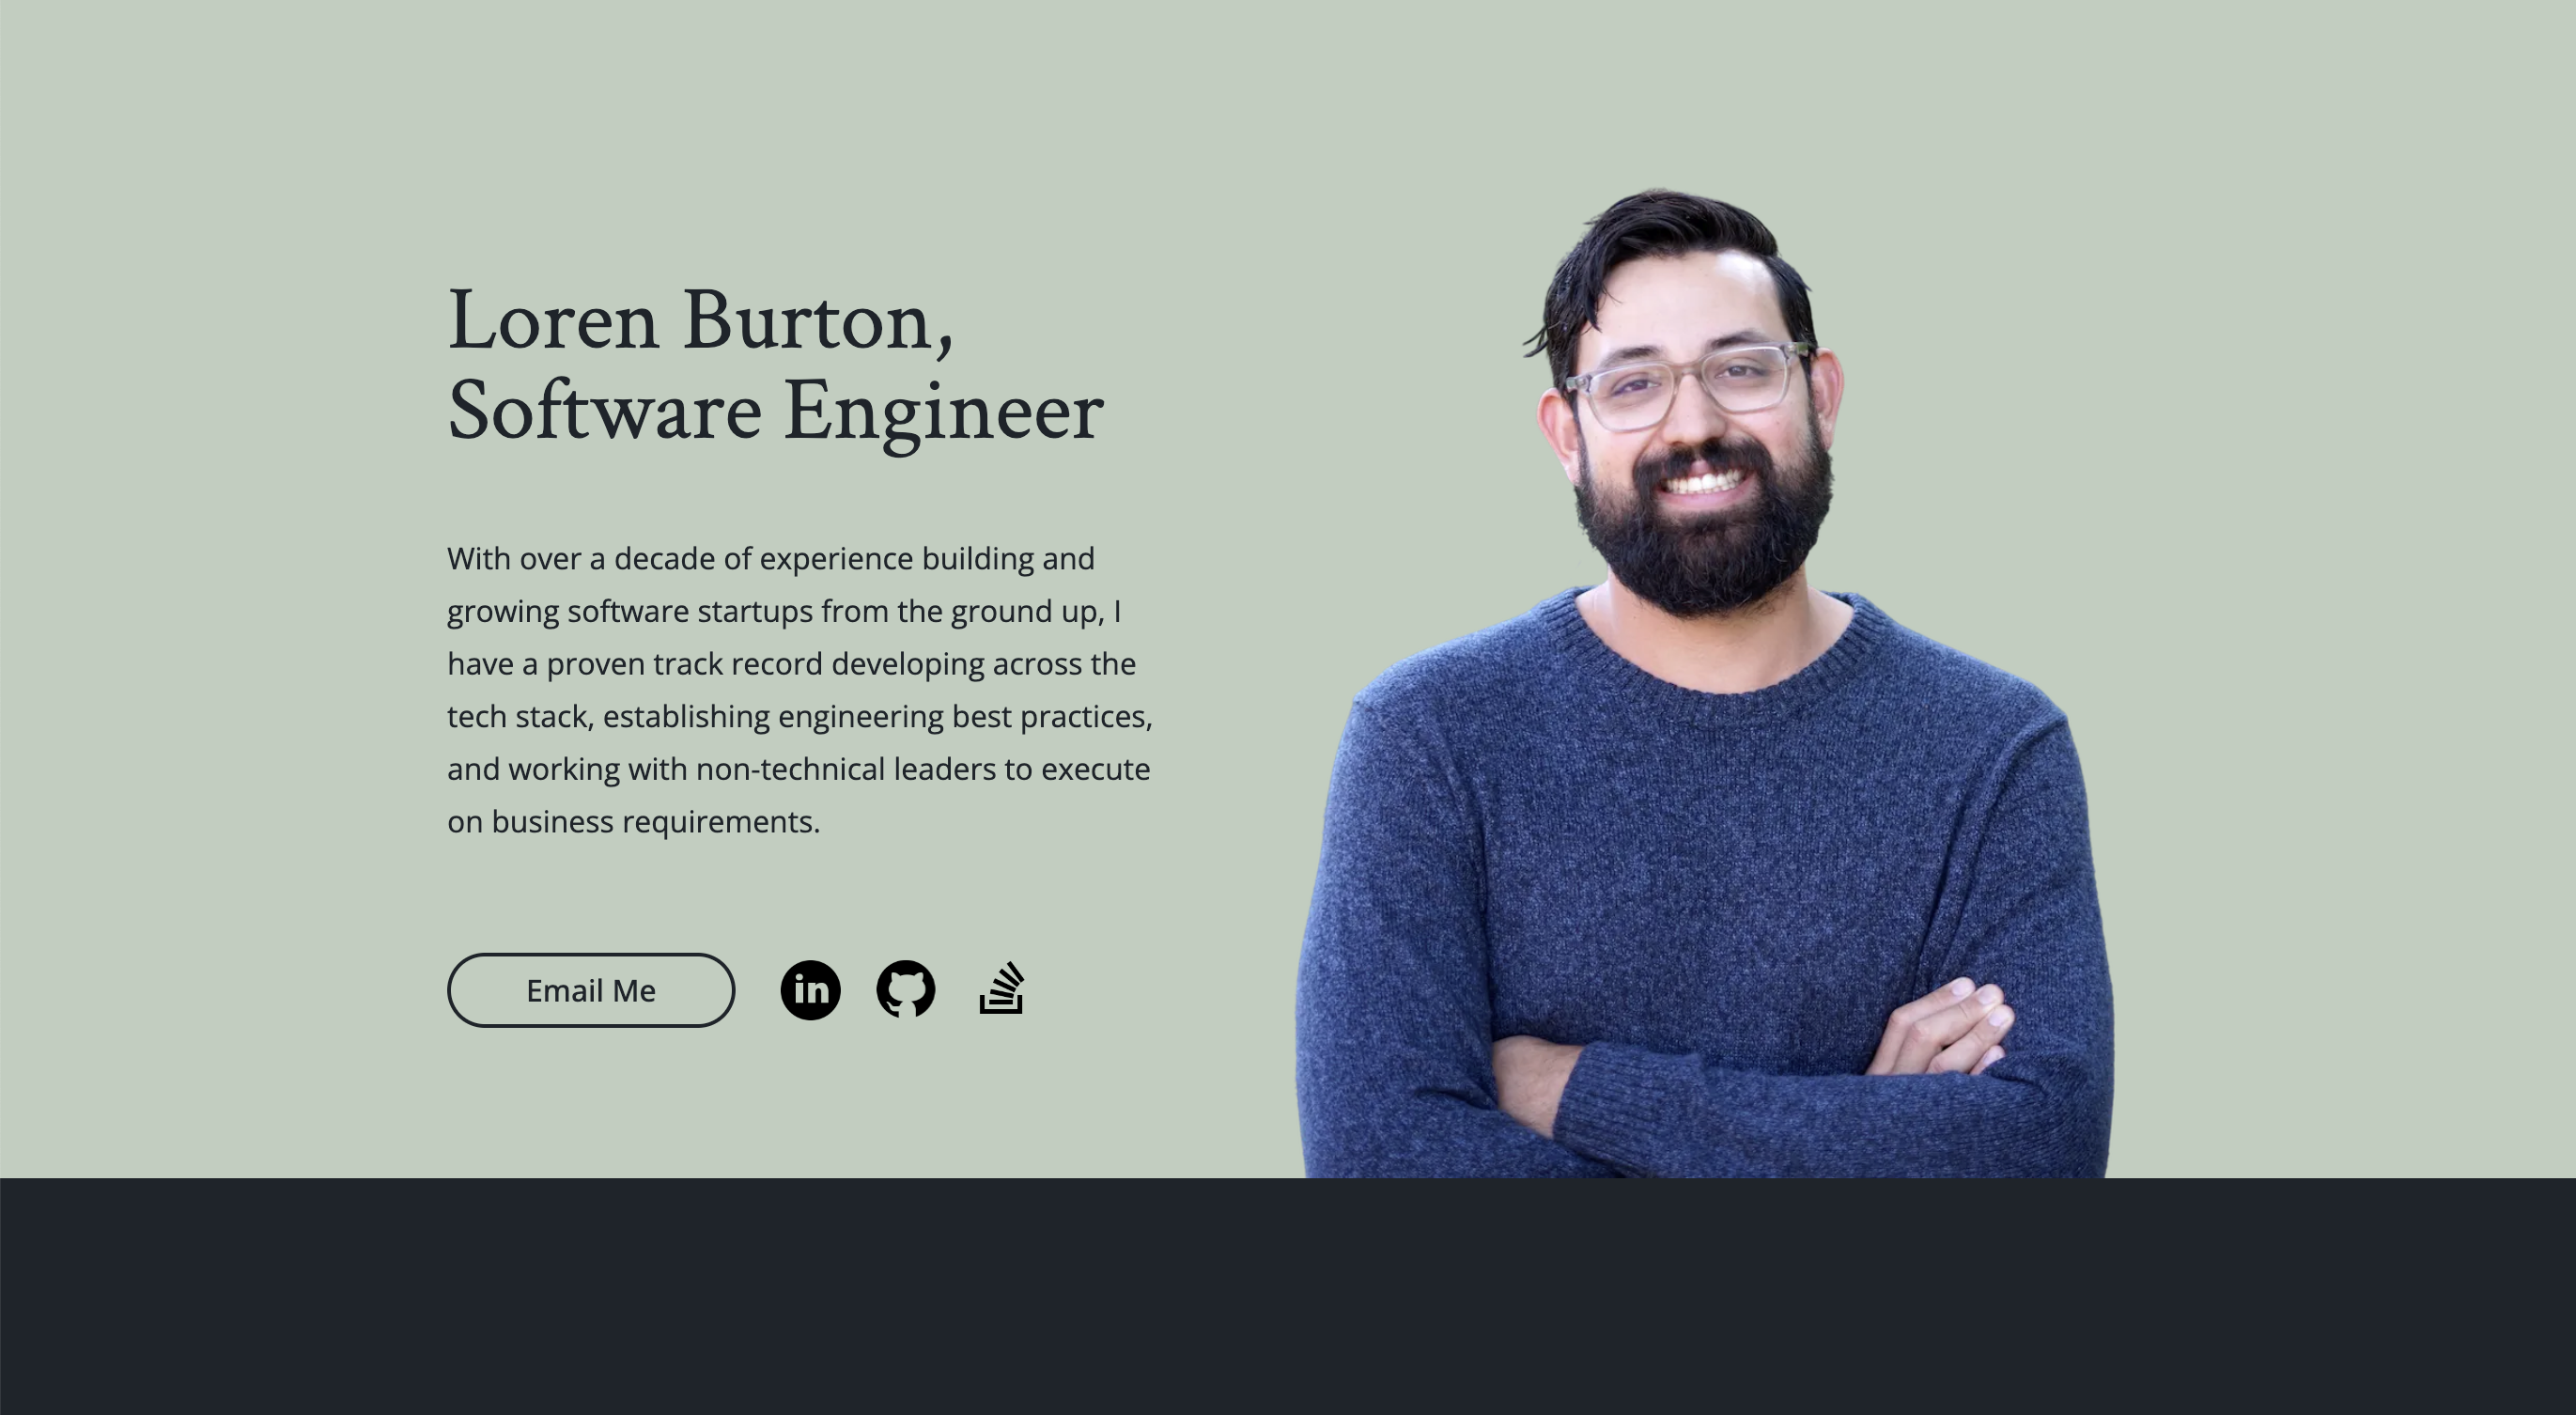 Loren Burton,
Software Engineer
With over a decade of experience building and
growing software startups from the ground up, I
have a proven track record developing across the
tech stack, establishing engineering best practices,
and working with non-technical leaders to execute
on business requirements.
Email Me
in